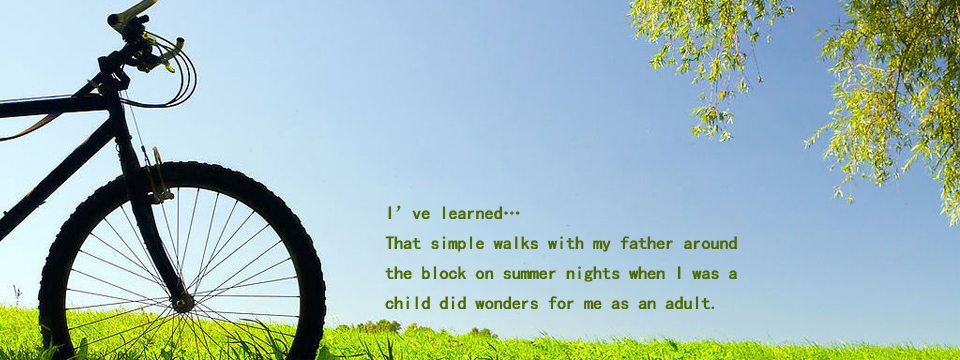 I’ve learned…
That simple walks with my father around
the block on summer nights when I was a
child did wonders for me as an adult.